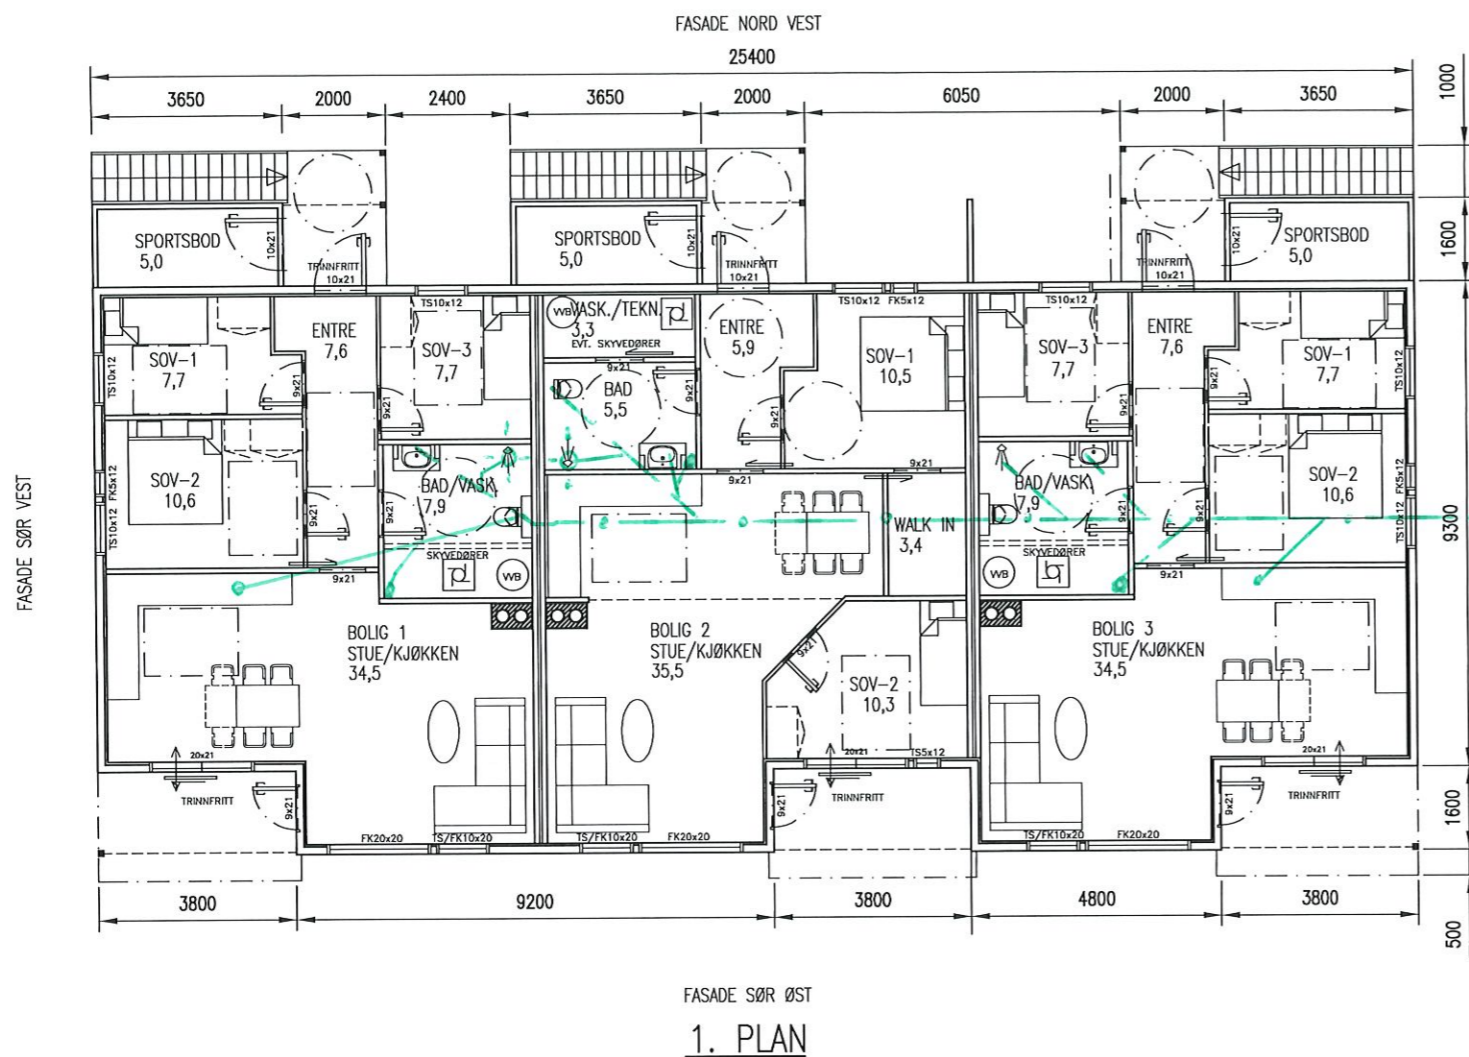 FASADE NORD VEST
25400
3650 2000 2400 3650 2000 6050 2000 3650
1000
SPORTSBOD
5,0
10x21
TRINNFRITT
10x21
SPORTSBOD
5,0
10x21
TRINNFRITT
10x21
TRINNFRITT
10x21
10x21
SPORTSBOD
5,0
1600
TS10x12
TS10x12 FK5x12
TS10x12
SOV-1
7,7
TS10x12
9x21
ENTRE
7,6
SOV-3
7,7
9x21
VVB
VASK./TEKN.
3,3
EVT. SKYVEDØRER
9x21
BAD
5,5
9x21
ENTRE
5,9
9x21
SOV-1
10,5
SOV-3
7,7
9x21
ENTRE
7,6
9x21
SOV-1
7,7
TS10x12
SOV-2
10,6
FK5x12
TS10x12
9x21
9x21
BAD/VASK.
7,9
SKYVEDØRER
VVB
9x21
9x21
9x21
WALK IN
3,4
BAD/VASK.
7,9
SKYVEDØRER
VVB
9x21
9x21
9x21
SOV-2
10,6
FK5x12
TS10x12
9300
FASADE SØR VEST
BOLIG 1
STUE/KJØKKEN
34,5
BOLIG 2
STUE/KJØKKEN
35,5
9x21
SOV-2
10,3
BOLIG 3
STUE/KJØKKEN
34,5
20x21
TRINNFRITT
9x21
20x21
TS5x12
TRINNFRITT
9x21
20x21
TRINNFRITT
9x21
1600
FK20x20 TS/FK10x20
TS/FK10x20 FK20x20
TS/FK10x20 FK20x20
3800 9200 3800 4800 3800
500
FASADE SØR ØST
1. PLAN